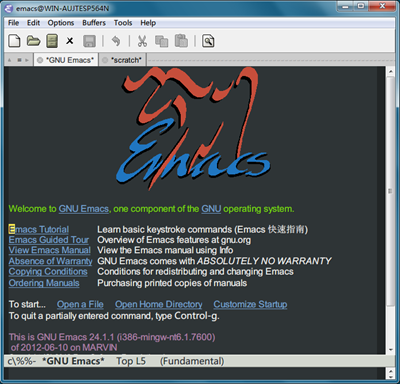 emacs@WIN-AUJTESP564N
File Edit Options Buffers Tools Help
*GNU Emacs* *scratch*
Emacs
Welcome to GNU Emacs, one component of the GNU operating system.
Emacs Tutorial Learn basic keystroke commands (Emacs 快速指南)
Emacs Guided Tour Overview of Emacs features at gnu.org
View Emacs Manual View the Emacs manual using Info
Absence of Warranty GNU Emacs comes with ABSOLUTELY NO WARRANTY
Copying Conditions Conditions for redistributing and changing Emacs
Ordering Manuals Purchasing printed copies of manuals
To start... Open a File Open Home Directory Customize Startup
To quit a partially entered command, type Control-g.
This is GNU Emacs 24.1.1 (i386-mingw-nt6.1.7600)
of 2012-06-10 on MARVIN
c\%%- *GNU Emacs* Top L5 (Fundamental)